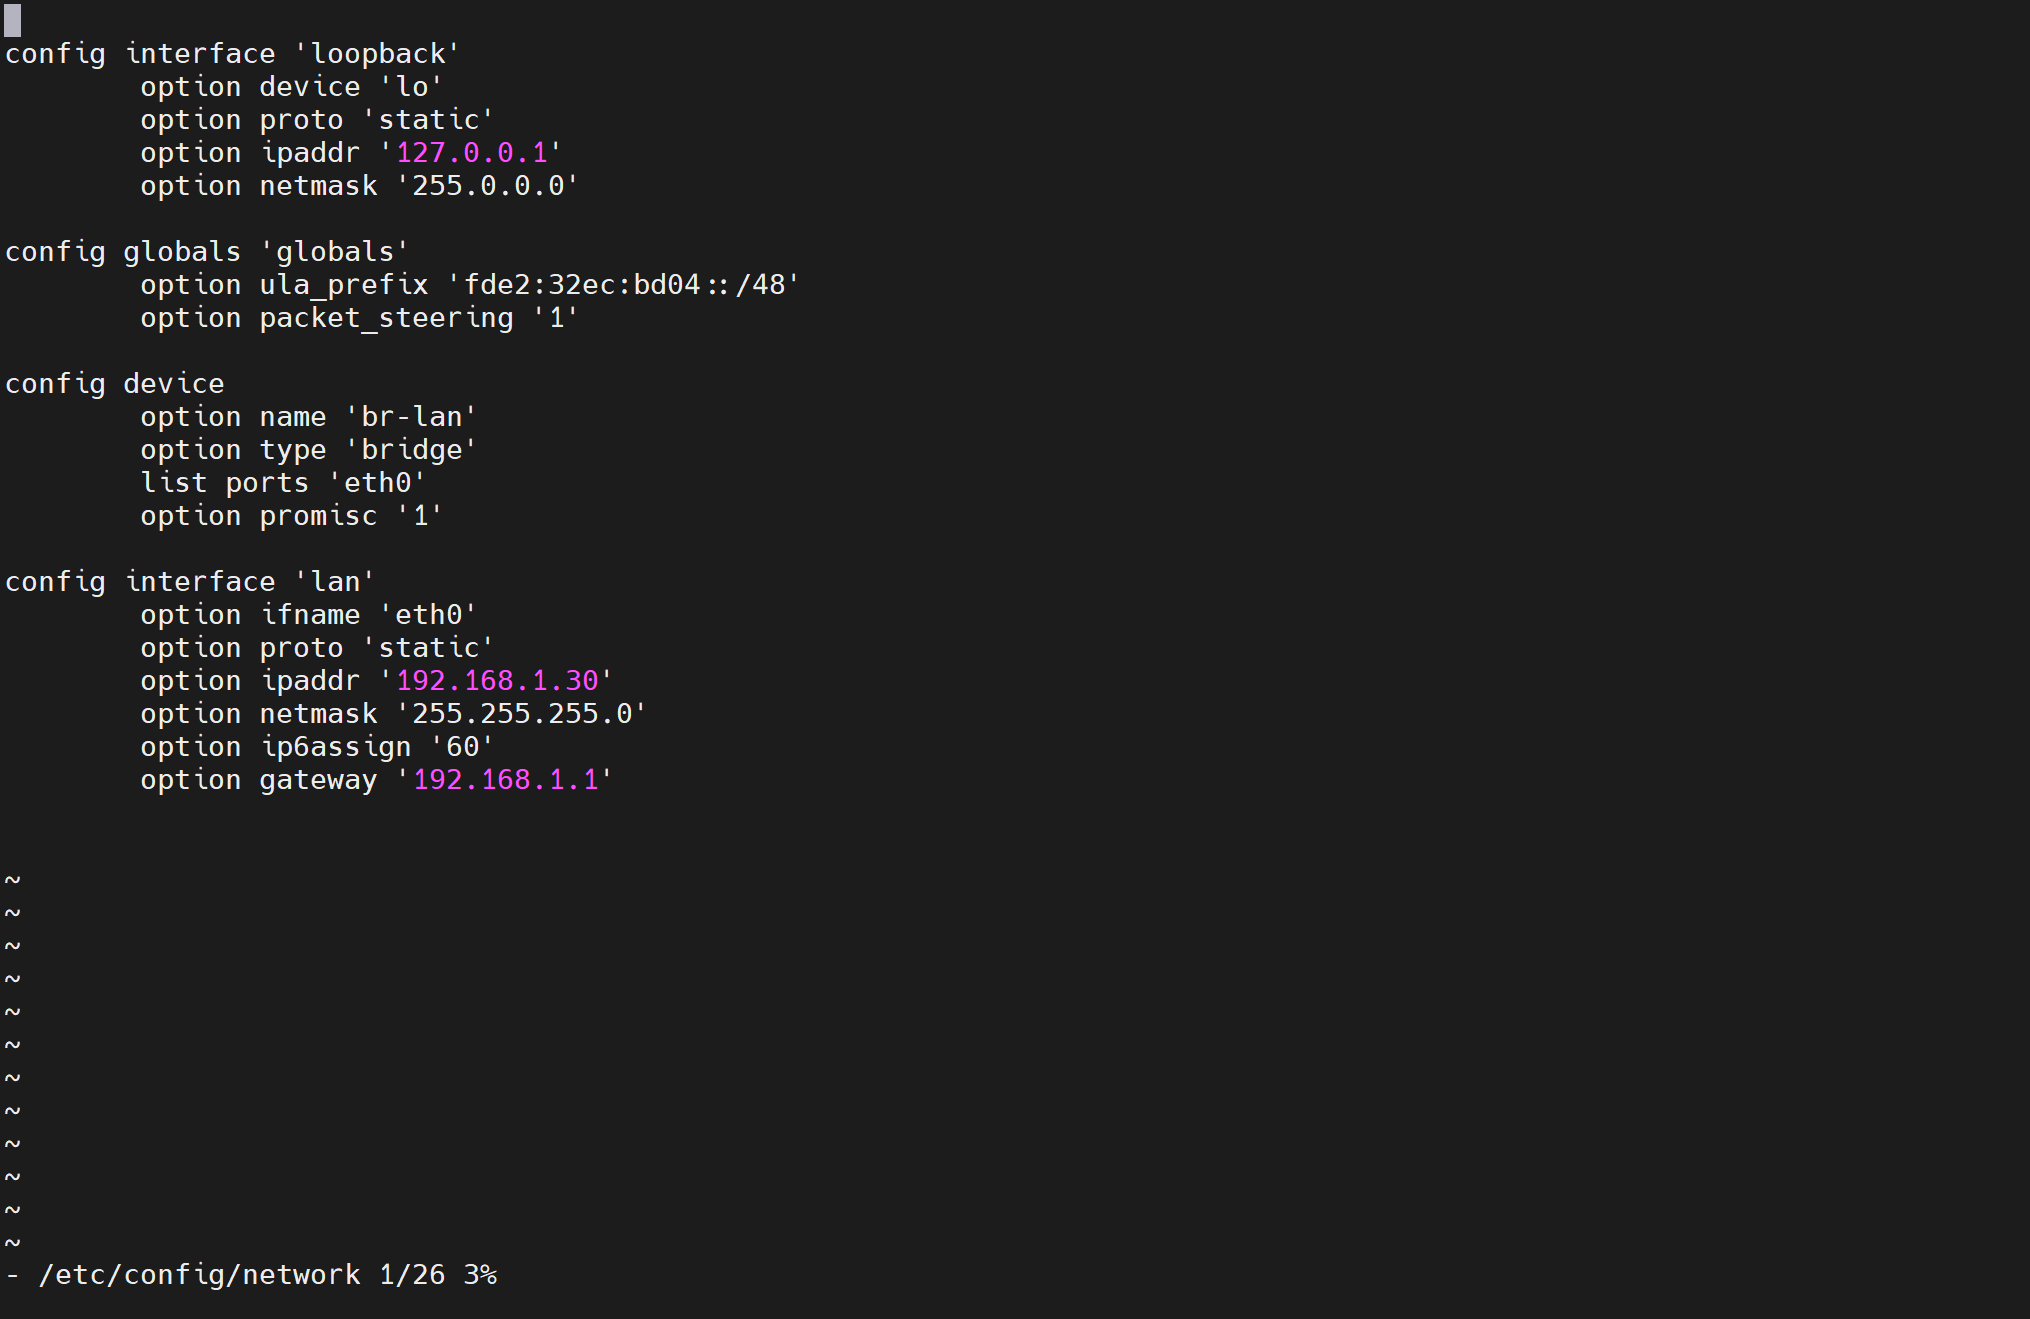 config interface 'loopback'
        option device 'lo'
        option proto 'static'
        option ipaddr '127.0.0.1'
        option netmask '255.0.0.0'

config globals 'globals'
        option ula_prefix 'fde2:32ec:bd04::/48'
        option packet_steering '1'

config device
        option name 'br-lan'
        option type 'bridge'
        list ports 'eth0'
        option promisc '1'

config interface 'lan'
        option ifname 'eth0'
        option proto 'static'
        option ipaddr '192.168.1.30'
        option netmask '255.255.255.0'
        option ip6assign '60'
        option gateway '192.168.1.1'

~
~
~
~
~
~
~
~
~
~
~
~
- /etc/config/network 1/26 3%